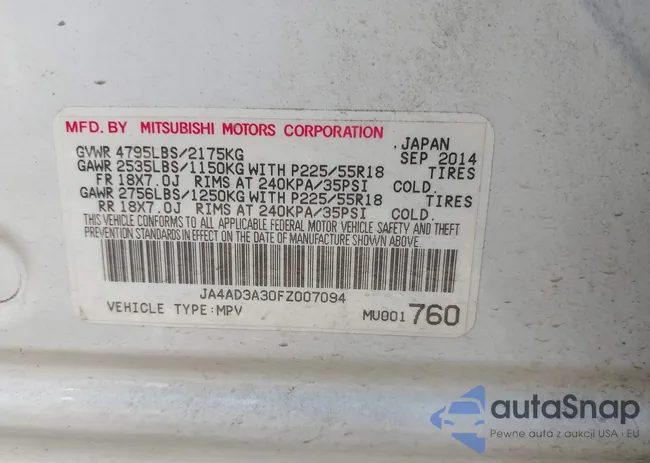 MFD. BY MITSUBISHI MOTORS CORPORATION
GVWR 4795LBS/2175KG JAPAN SEP 2014
GAWR 2535LBS/1150KG WITH P225/55R18 TIRES
FR 18X7.0J RIMS AT 240KPA/35PSI COLD.
GAWR 2756LBS/1250KG WITH P225/55R18 TIRES
RR 18X7.0J RIMS AT 240KPA/35PSI COLD.
THIS VEHICLE CONFORMS TO ALL APPLICABLE FEDERAL MOTOR VEHICLE SAFETY AND THEFT
PREVENTION STANDARDS IN EFFECT ON THE DATE OF MANUFACTURE SHOWN ABOVE.
JA4AD3A30FZ007094
VEHICLE TYPE:MPV MU001 760
autaSnap
Pewne auta z aukcji USA i EU